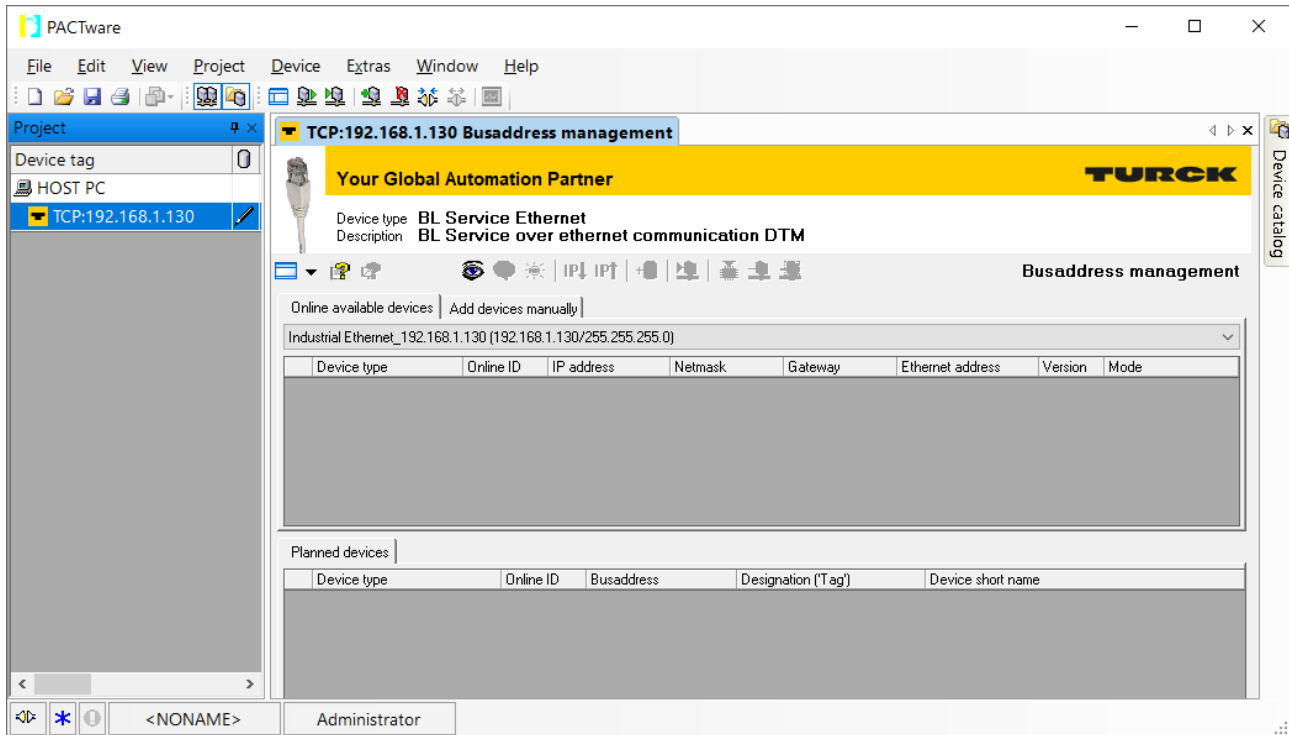 PACTware
File Edit View Project Device Extras Window Help
Project
Device tag
HOST PC
TCP:192.168.1.130
TCP:192.168.1.130 Busaddress management
Your Global Automation Partner
TURCK
Device type BL Service Ethernet
Description BL Service over ethernet communication DTM
IP IP
Busaddress management
Online available devices Add devices manually
Industrial Ethernet_192.168.1.130 (192.168.1.130/255.255.255.0)
Device type Online ID IP address Netmask Gateway Ethernet address Version Mode
Planned devices
Device type Online ID Busaddress Designation ('Tag') Device short name
Device catalog
<NONAME> Administrator